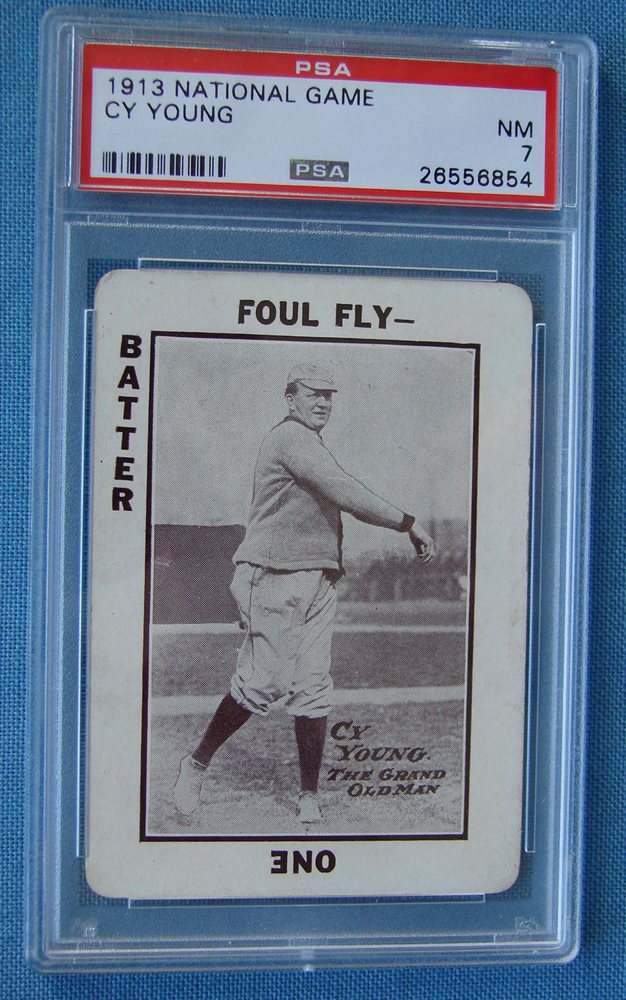 PSA
1913 NATIONAL GAME
CY YOUNG
NM
7
PSA
26556854
FOUL FLY—
BATTER
CY
YOUNG.
THE GRAND
OLD MAN
ONE